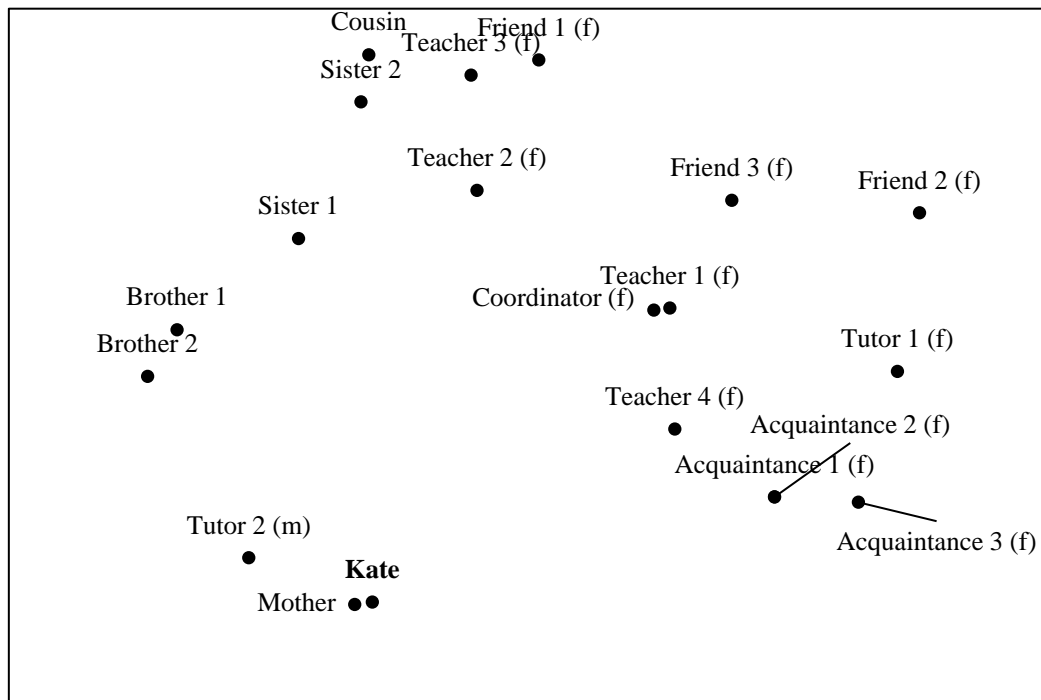 Cousin
Friend 1 (f)
Teacher 3 (f)
Sister 2
Teacher 2 (f)
Friend 3 (f)
Friend 2 (f)
Sister 1
Teacher 1 (f)
Coordinator (f)
Brother 1
Brother 2
Tutor 1 (f)
Teacher 4 (f)
Acquaintance 2 (f)
Acquaintance 1 (f)
Tutor 2 (m)
Acquaintance 3 (f)
Kate
Mother